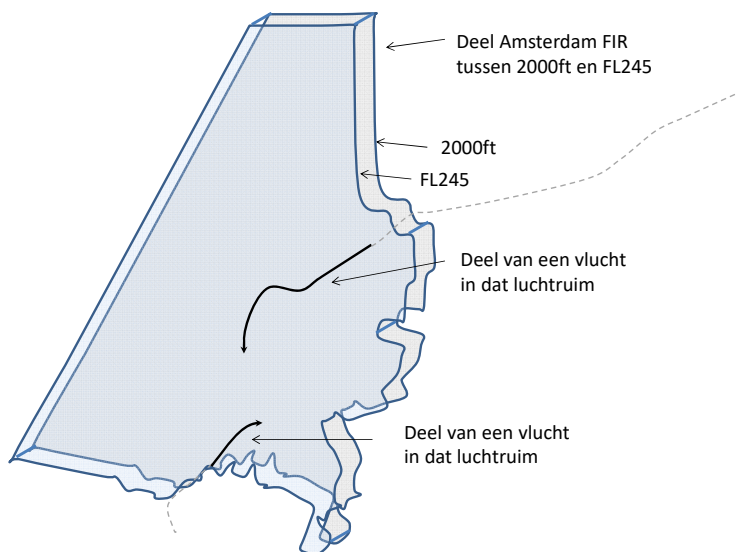 Deel Amsterdam FIR
tussen 2000ft en FL245
2000ft
FL245
Deel van een vlucht
in dat luchtruim
Deel van een vlucht
in dat luchtruim